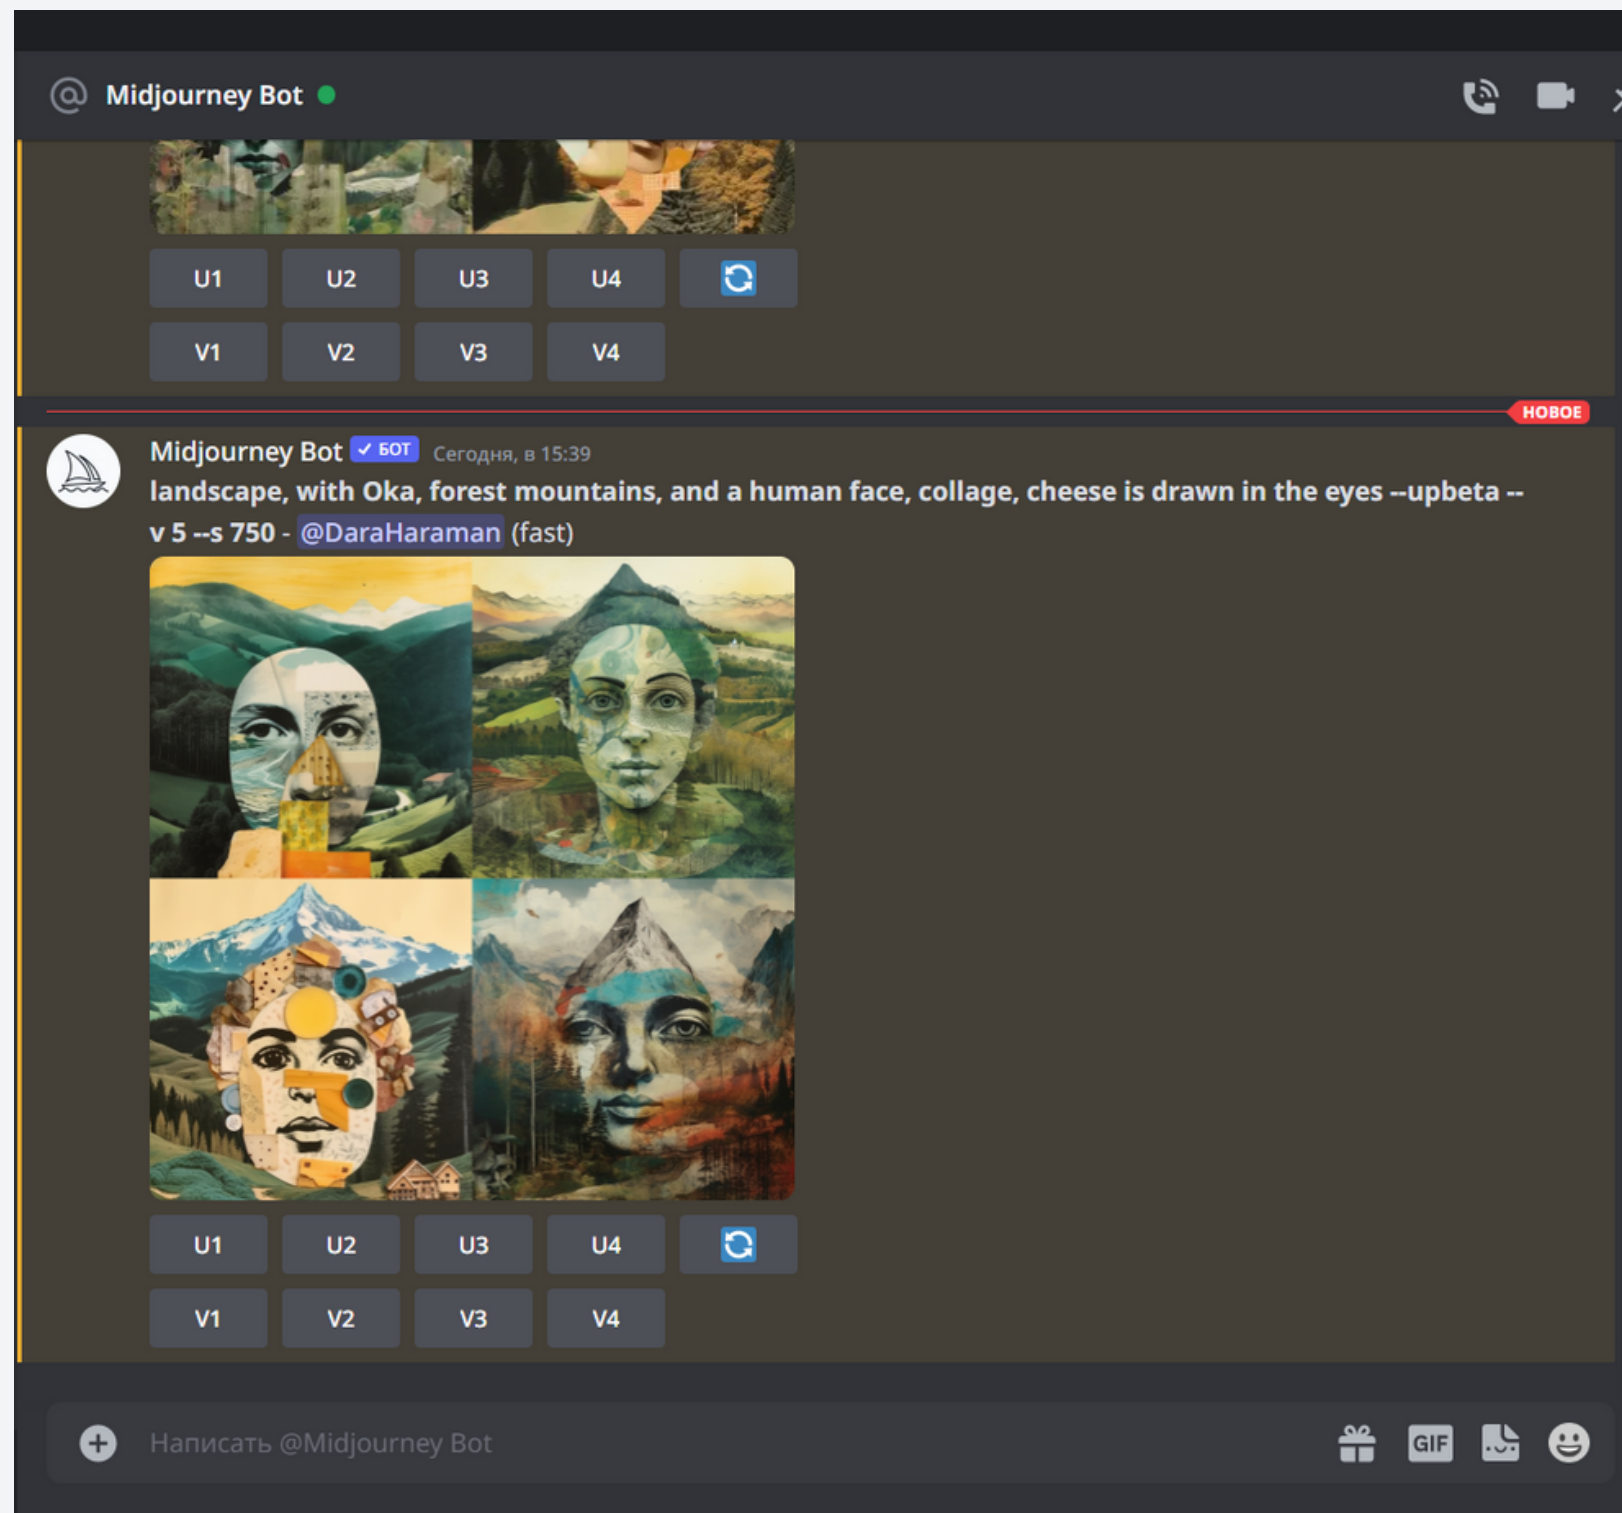 Midjourney Bot
U1 U2 U3 U4
V1 V2 V3 V4
НОВОЕ
Midjourney Bot БОТ Сегодня, в 15:39
landscape, with Oka, forest mountains, and a human face, collage, cheese is drawn in the eyes --upbeta --
v 5 --s 750 - @DaraHaraman (fast)
U1 U2 U3 U4
V1 V2 V3 V4
Написать @Midjourney Bot
GIF